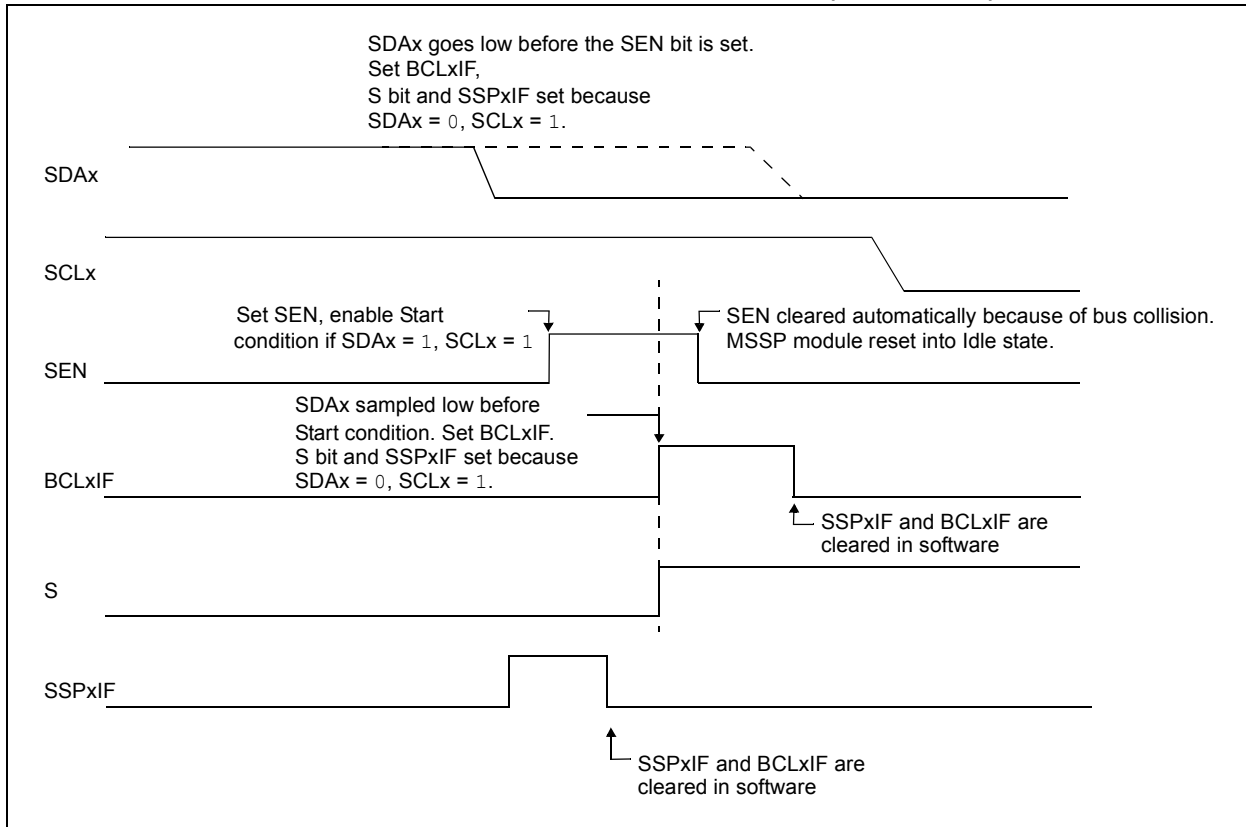 SDAx goes low before the SEN bit is set.
Set BCLxIF,
S bit and SSPxIF set because
SDAx = 0, SCLx = 1.
SDAx
SCLx
Set SEN, enable Start
condition if SDAx = 1, SCLx = 1
SEN cleared automatically because of bus collision.
MSSP module reset into Idle state.
SEN
SDAx sampled low before
Start condition. Set BCLxIF.
S bit and SSPxIF set because
SDAx = 0, SCLx = 1.
BCLxIF
SSPxIF and BCLxIF are
cleared in software
S
SSPxIF
SSPxIF and BCLxIF are
cleared in software